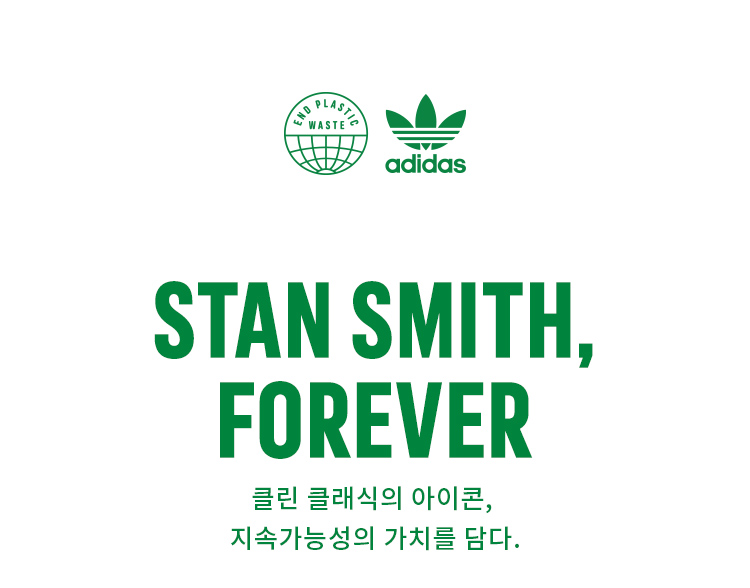 END PLASTIC
WASTE
adidas
STAN SMITH,
FOREVER
클린 클래식의 아이콘,
지속가능성의 가치를 담다.